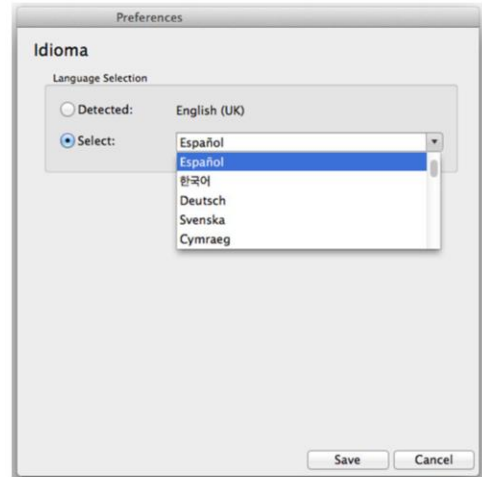 Preferences
Idioma
Language Selection
Detected: English (UK)
Select: Español
Español
한국어
Deutsch
Svenska
Cymraeg
Save Cancel